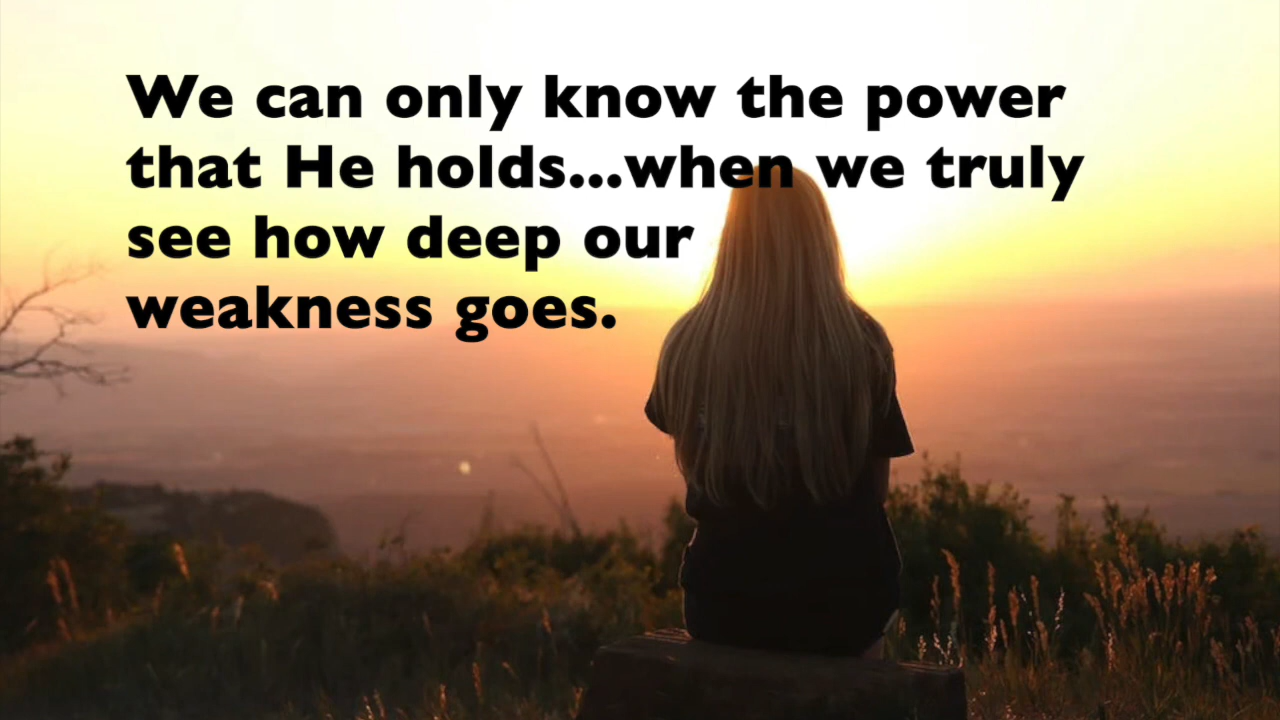 We can only know the power
that He holds...when we truly
see how deep our
weakness goes.